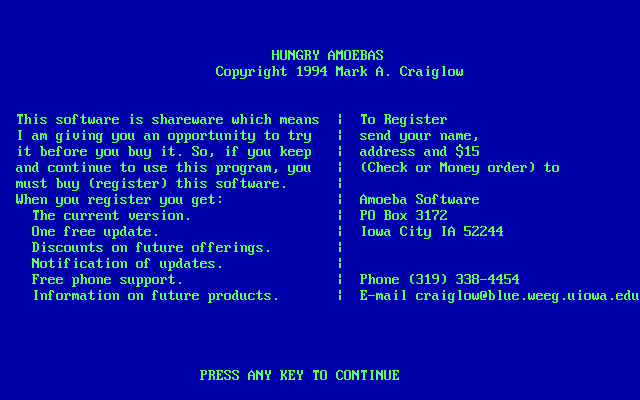 HUNGRY AMOEBAS
Copyright 1994 Mark A. Craiglow
This software is shareware which means
I am giving you an opportunity to try
it before you buy it. So, if you keep
and continue to use this program, you
must buy (register) this software.
When you register you get:
The current version.
One free update.
Discounts on future offerings.
Notification of updates.
Free phone support.
Information on future products.
To Register
send your name,
address and $15
(Check or Money order) to
Amoeba Software
PO Box 3172
Iowa City IA 52244
Phone (319) 338-4454
E-mail craiglow@blue.weeg.uiowa.edu
PRESS ANY KEY TO CONTINUE